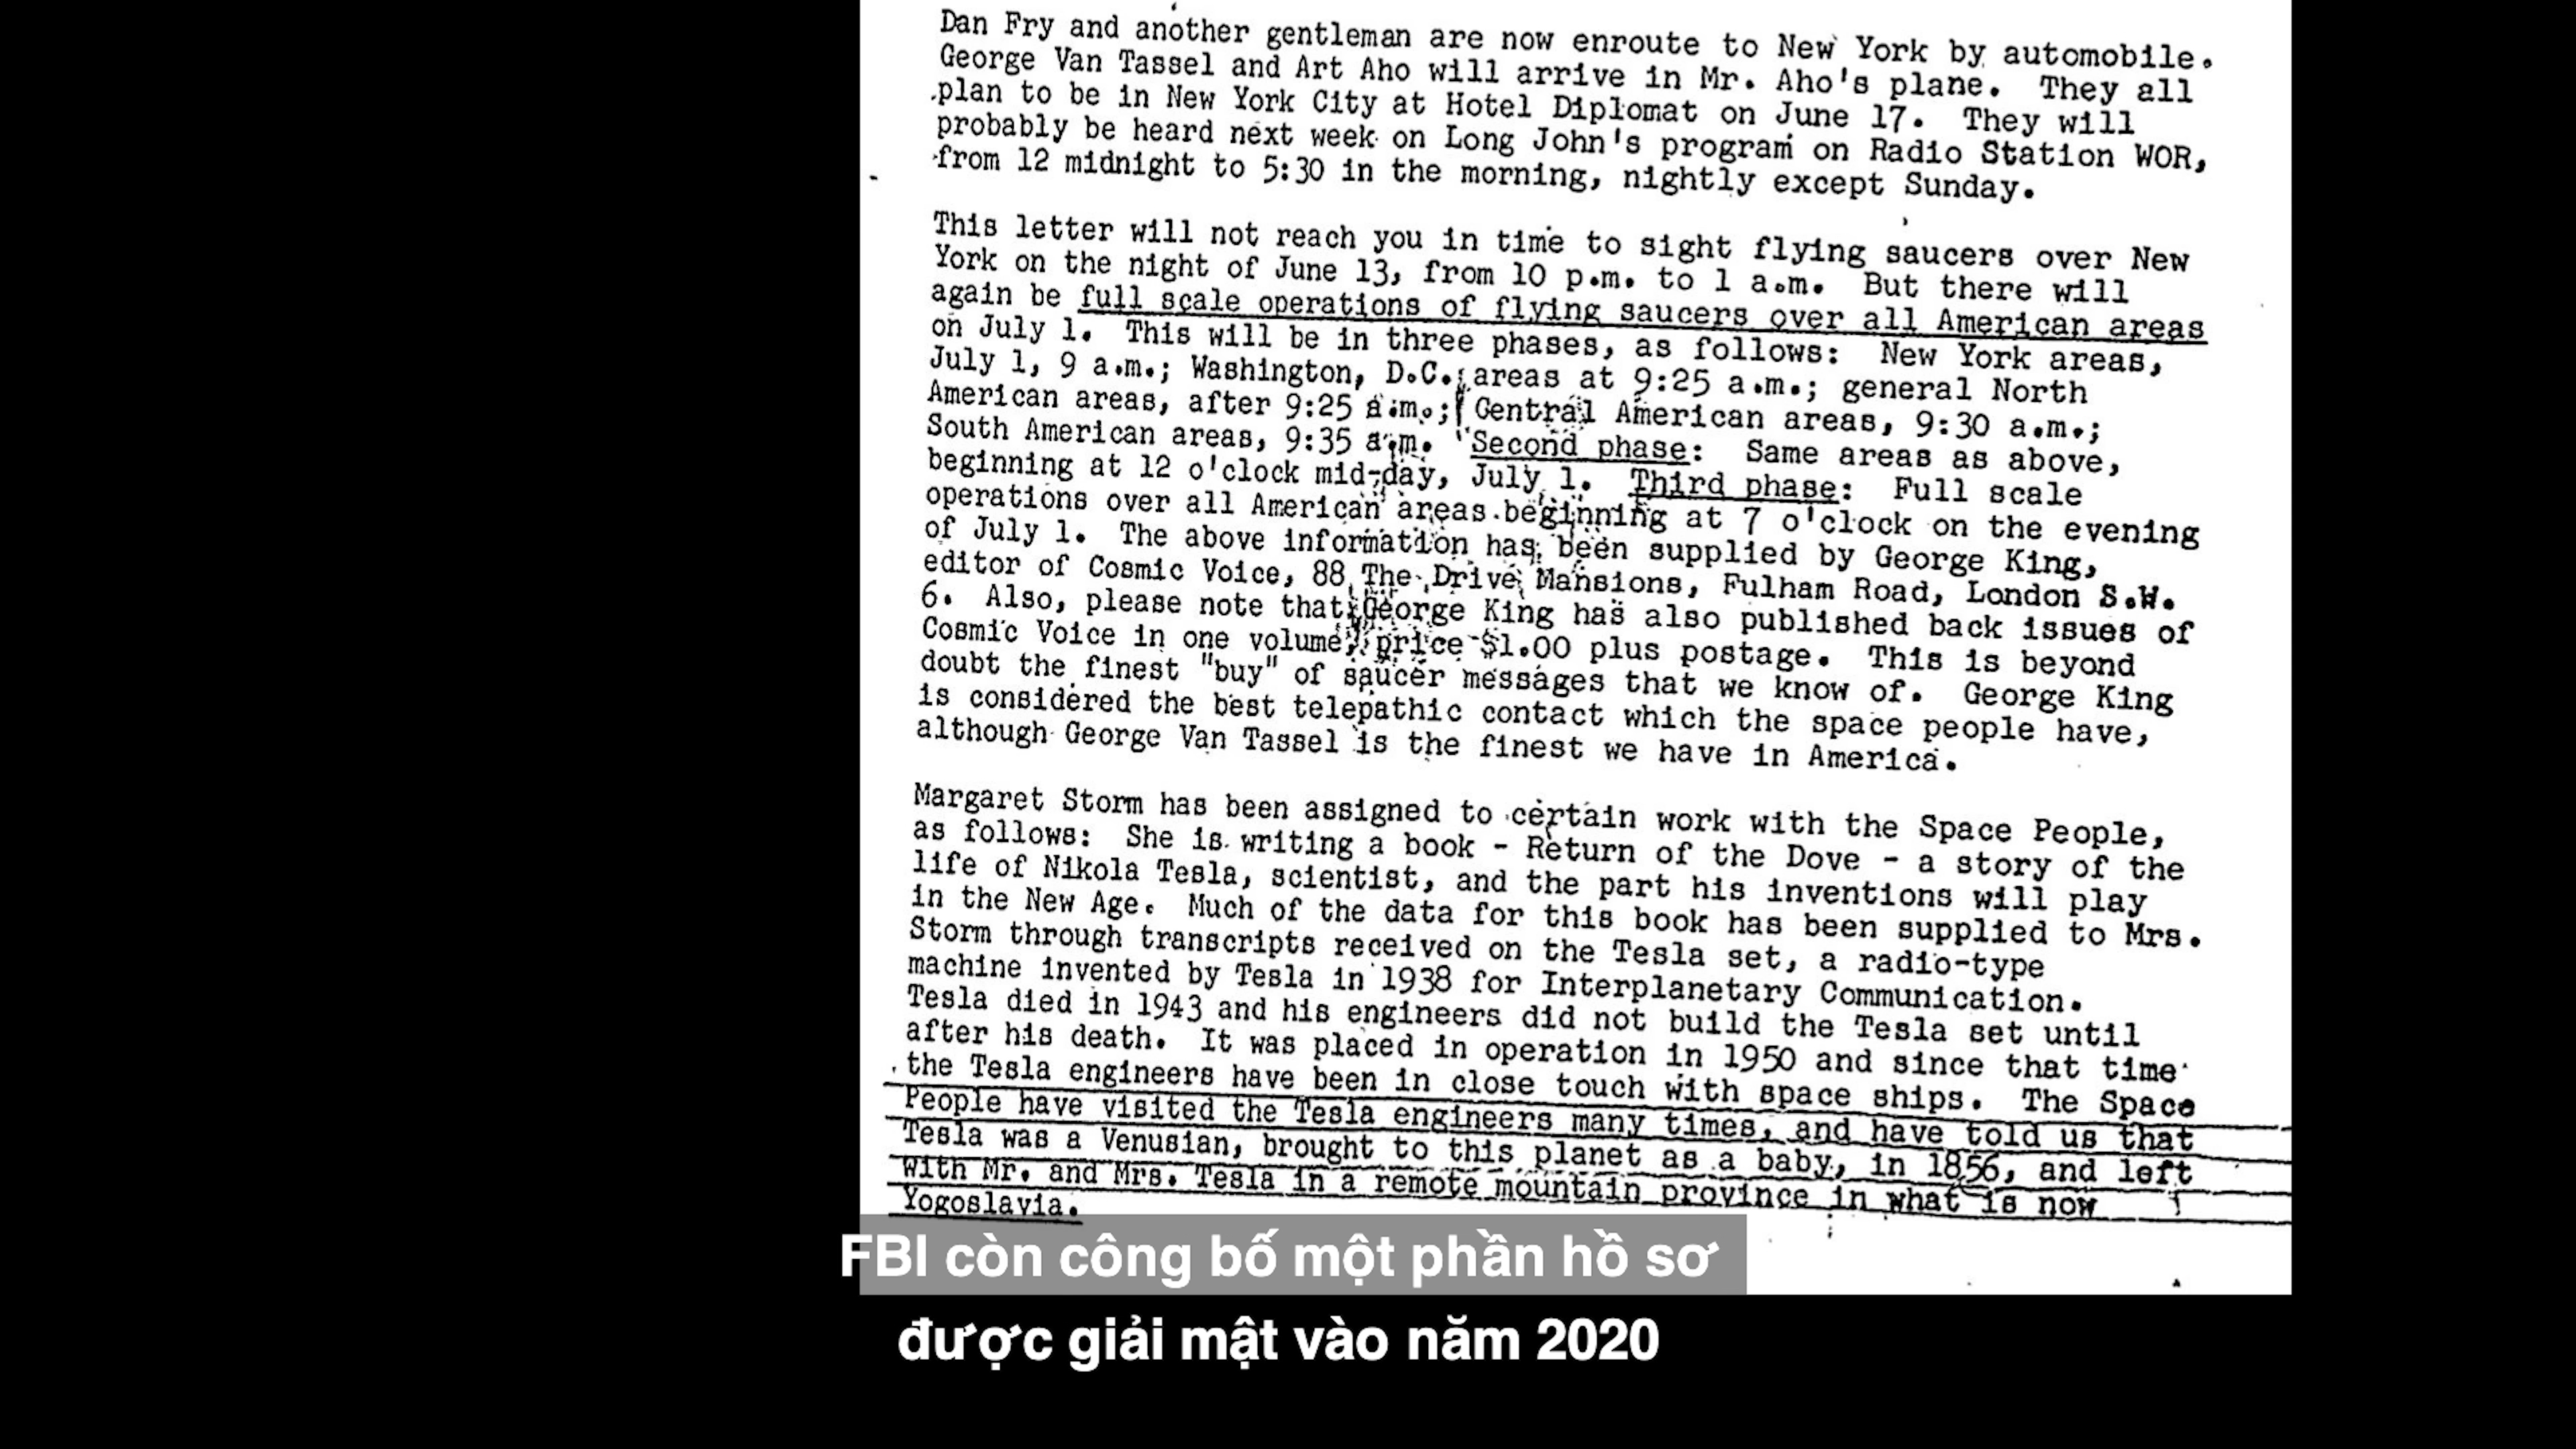 Dan Fry and another gentleman are now enroute to New York by automobile.
George Van Tassel and Art Aho will arrive in Mr. Aho's plane. They all
plan to be in New York City at Hotel Diplomat on June 17. They will
probably be heard next week on Long John's program on Radio Station WOR,
from 12 midnight to 5:30 in the morning, nightly except Sunday.
This letter will not reach you in time to sight flying saucers over New
York on the night of June 13, from 10 p.m. to 1 a.m. But there will
again be full scale operations of flying saucers over all American areas
on July 1. This will be in three phases, as follows: New York areas,
July 1, 9 a.m.; Washington, D.C. areas at 9:25 a.m.; general North
American areas, after 9:25 a.m.; Central American areas, 9:30 a.m.;
South American areas, 9:35 a.m. Second phase: Same areas as above,
beginning at 12 o'clock mid-day, July 1. Third phase: Full scale
operations over all American areas beginning at 7 o'clock on the evening
of July 1. The above information has been supplied by George King,
editor of Cosmic Voice, 88 The Drive Mansions, Fulham Road, London S.W.
6. Also, please note that George King has also published back issues of
Cosmic Voice in one volume, price $1.00 plus postage. This is beyond
doubt the finest "buy" of saucer messages that we know of. George King
is considered the best telepathic contact which the space people have,
although George Van Tassel is the finest we have in America.
Margaret Storm has been assigned to certain work with the Space People,
as follows: She is writing a book - Return of the Dove - a story of the
life of Nikola Tesla, scientist, and the part his inventions will play
in the New Age. Much of the data for this book has been supplied to Mrs.
Storm through transcripts received on the Tesla set, a radio-type
machine invented by Tesla in 1938 for Interplanetary Communication.
Tesla died in 1943 and his engineers did not build the Tesla set until
after his death. It was placed in operation in 1950 and since that time
the Tesla engineers have been in close touch with space ships. The Space
People have visited the Tesla engineers many times, and have told us that
Tesla was a Venusian, brought to this planet as a baby, in 1856, and left
with Mr. and Mrs. Tesla in a remote mountain province in what is now
Yogoslavia.
FBI còn công bố một phần hồ sơ
được giải mật vào năm 2020